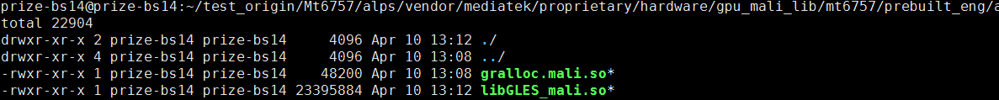 prize-bs14@prize-bs14:~/test_origin/Mt6757/alps/vendor/mediatek/proprietary/hardware/gpu_mali_lib/mt6757/prebuilt_eng/a
total 22904
drwxr-xr-x 2 prize-bs14 prize-bs14     4096 Apr 10 13:12 ./
drwxr-xr-x 4 prize-bs14 prize-bs14     4096 Apr 10 13:08 ../
-rwxr-xr-x 1 prize-bs14 prize-bs14    48200 Apr 10 13:08 gralloc.mali.so*
-rwxr-xr-x 1 prize-bs14 prize-bs14 23395884 Apr 10 13:12 libGLES_mali.so*